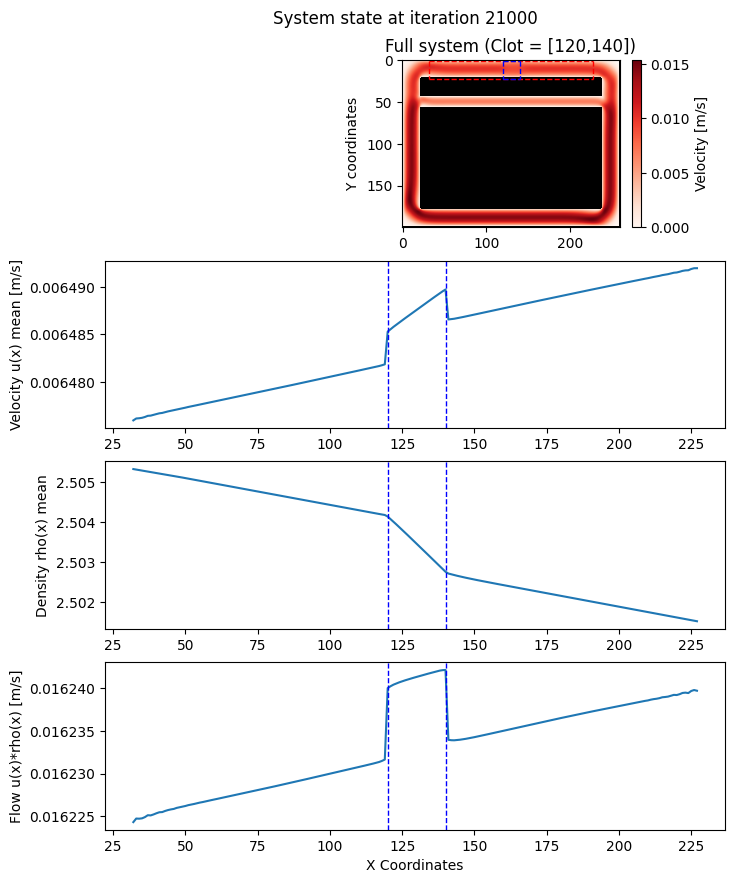 System state at iteration 21000
Full system (Clot = [120,140])
0
50
100
150
Y coordinates
0 100 200
0.015
0.010
0.005
0.000
Velocity [m/s]
0.006490
0.006485
0.006480
Velocity u(x) mean [m/s]
25 50 75 100 125 150 175 200 225
2.505
2.504
2.503
2.502
Density rho(x) mean
25 50 75 100 125 150 175 200 225
0.016240
0.016235
0.016230
0.016225
Flow u(x)*rho(x) [m/s]
25 50 75 100 125 150 175 200 225
X Coordinates